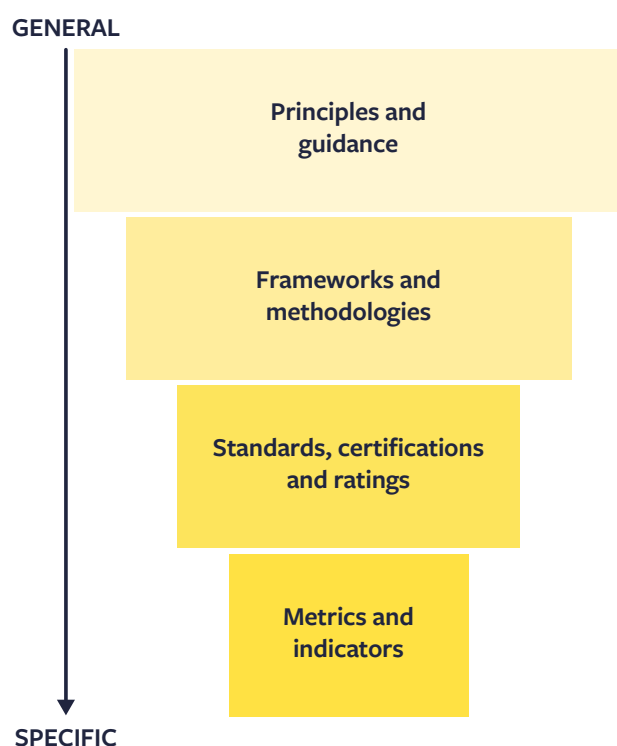 GENERAL
Principles and
guidance
Frameworks and
methodologies
Standards, certifications
and ratings
Metrics and
indicators
SPECIFIC